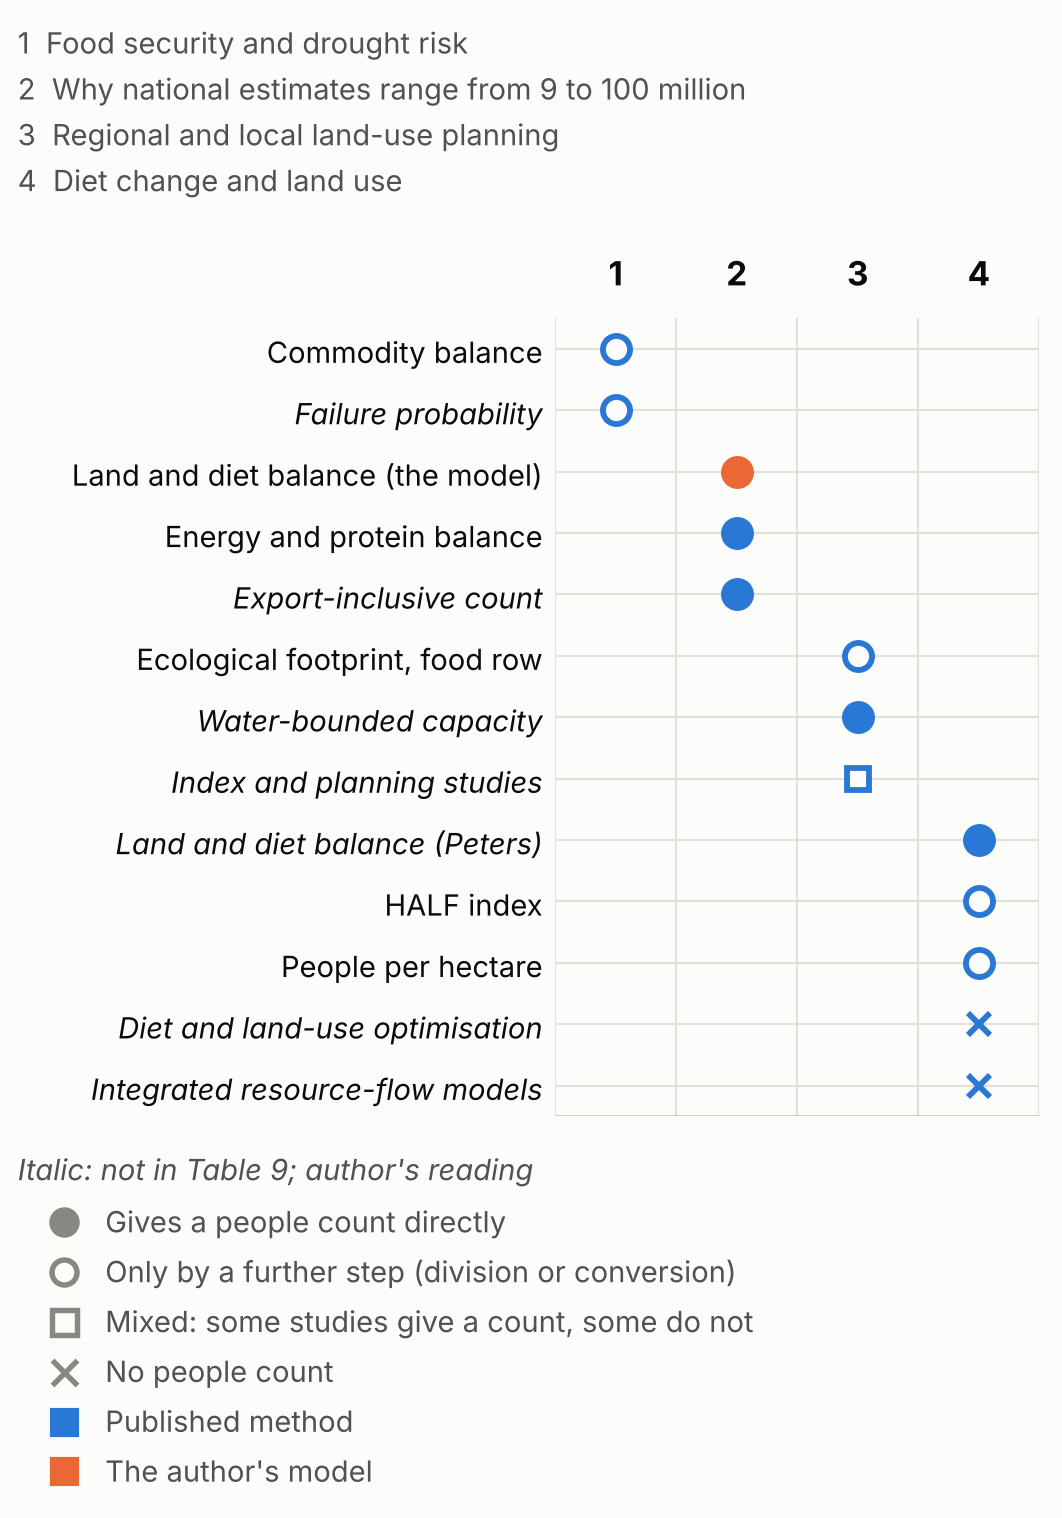 1 Food security and drought risk
2 Why national estimates range from 9 to 100 million
3 Regional and local land-use planning
4 Diet change and land use
1 2 3 4
Commodity balance
Failure probability
Land and diet balance (the model)
Energy and protein balance
Export-inclusive count
Ecological footprint, food row
Water-bounded capacity
Index and planning studies
Land and diet balance (Peters)
HALF index
People per hectare
Diet and land-use optimisation
Integrated resource-flow models
Italic: not in Table 9; author's reading
Gives a people count directly
Only by a further step (division or conversion)
Mixed: some studies give a count, some do not
No people count
Published method
The author's model